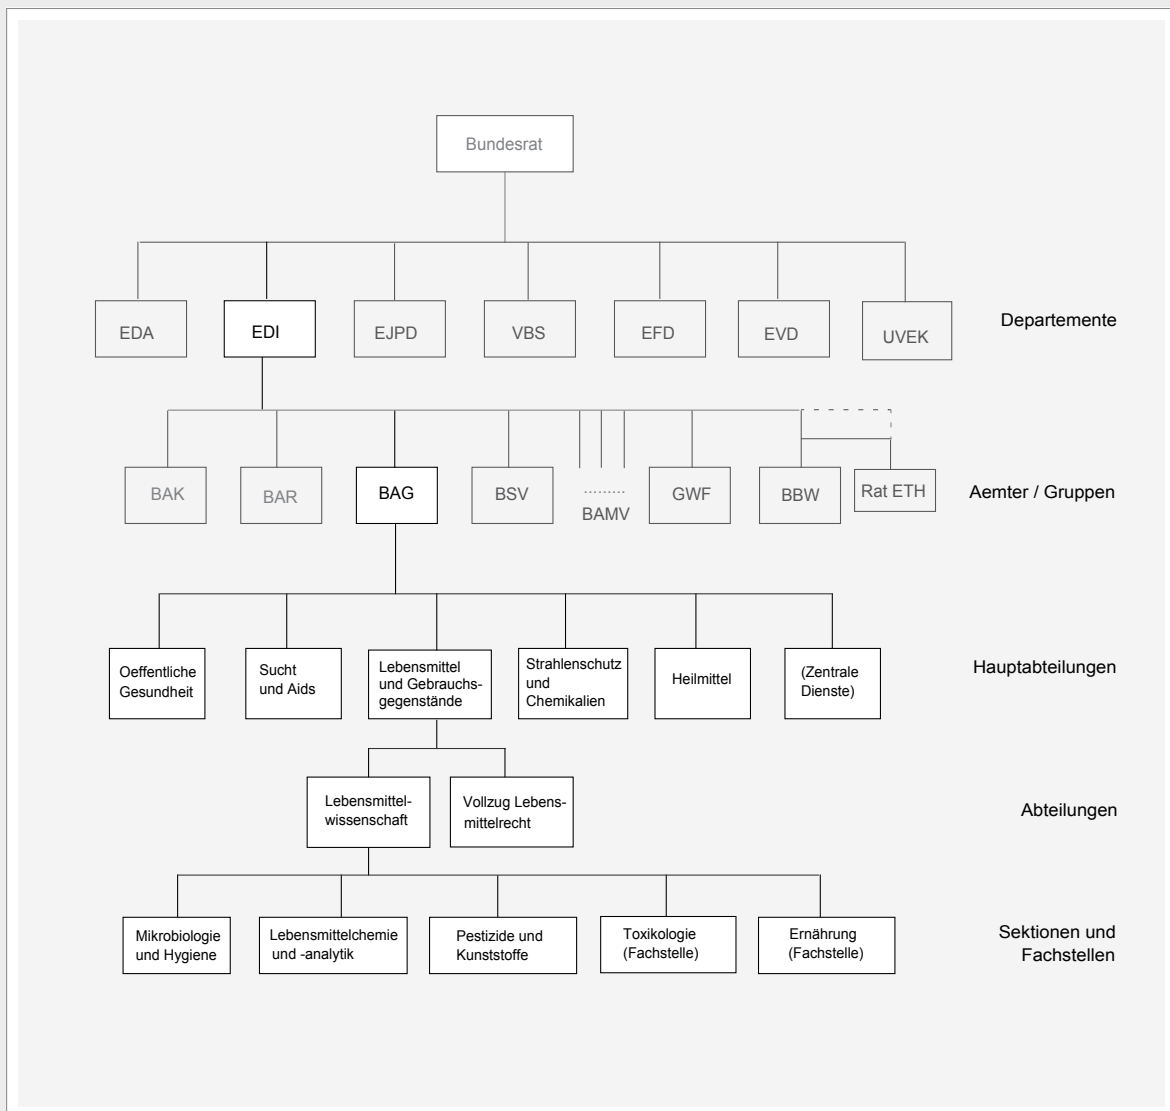 Bundesrat
EDA
EDI
EJPD
VBS
EFD
EVD
UVEK
Departemente
BAK
BAR
BAG
BSV
.........
BAMV
GWF
BBW
Rat ETH
Aemter / Gruppen
Oeffentliche
Gesundheit
Sucht
und Aids
Lebensmittel
und Gebrauchs-
gegenstände
Strahlenschutz
und
Chemikalien
Heilmittel
(Zentrale
Dienste)
Hauptabteilungen
Lebensmittel-
wissenschaft
Vollzug Lebens-
mittelrecht
Abteilungen
Mikrobiologie
und Hygiene
Lebensmittelchemie
und -analytik
Pestizide und
Kunststoffe
Toxikologie
(Fachstelle)
Ernährung
(Fachstelle)
Sektionen und
Fachstellen